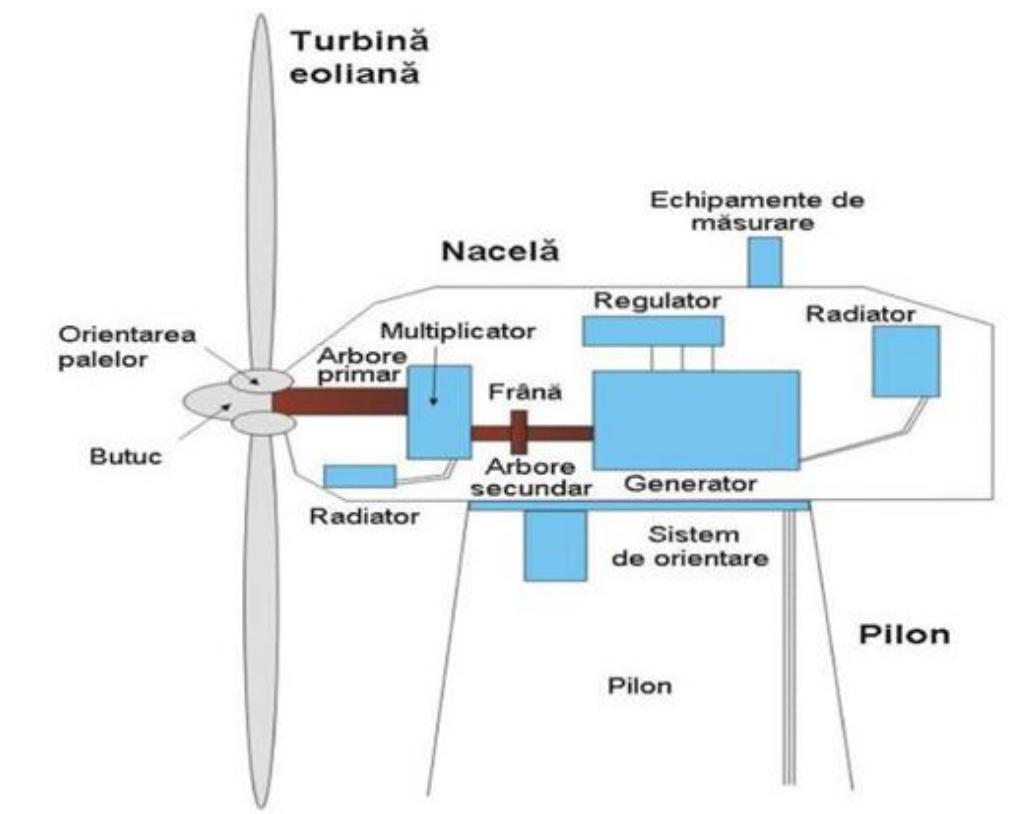 Turbină
eoliană
Echipamente de
măsurare
Nacelă
Regulator
Radiator
Orientarea
palelor
Multiplicator
Arbore
primar
Frână
Butuc
Arbore
secundar
Generator
Radiator
Sistem
de orientare
Pilon
Pilon